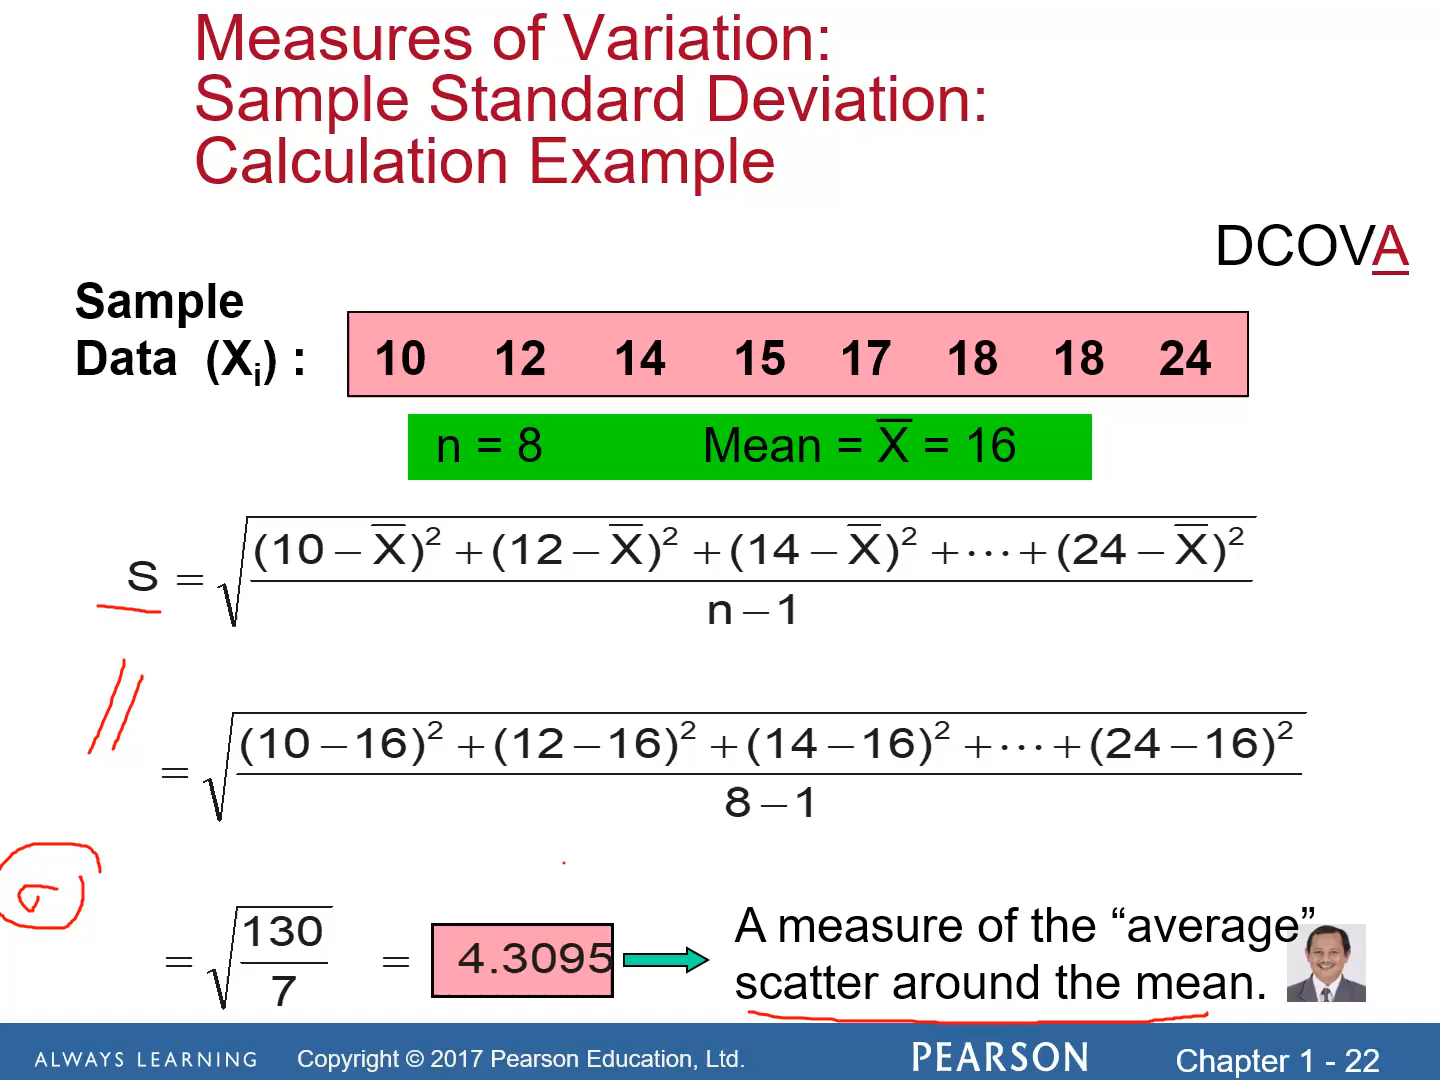 Measures of Variation:
Sample Standard Deviation:
Calculation Example
DCOVA
Sample
Data (Xᵢ) :
10 12 14 15 17 18 18 24
n = 8 Mean = X̅ = 16
S = √((10 − X̅)² + (12 − X̅)² + (14 − X̅)² + ⋯ + (24 − X̅)² / n − 1)
= √((10 − 16)² + (12 − 16)² + (14 − 16)² + ⋯ + (24 − 16)² / 8 − 1)
σ
= √(130 / 7) = 4.3095
A measure of the “average”
scatter around the mean.
ALWAYS LEARNING Copyright © 2017 Pearson Education, Ltd. PEARSON Chapter 1 - 22